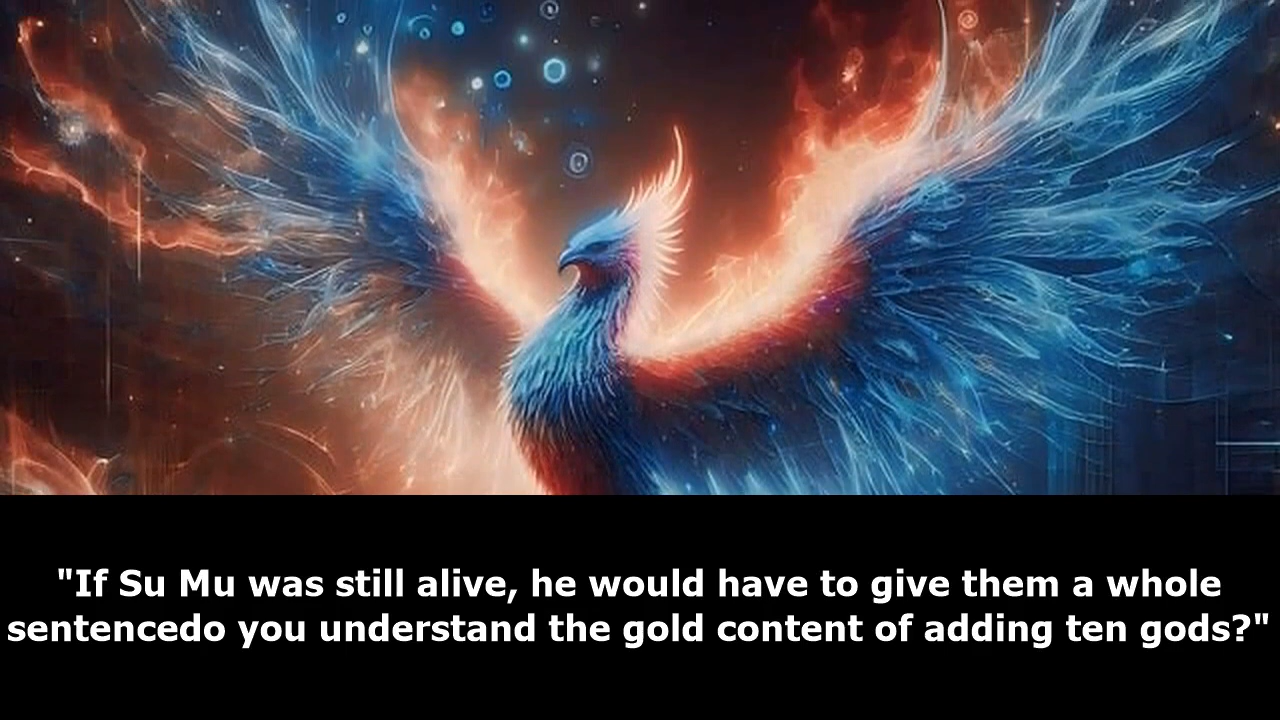 "If Su Mu was still alive, he would have to give them a whole
sentencedo you understand the gold content of adding ten gods?"